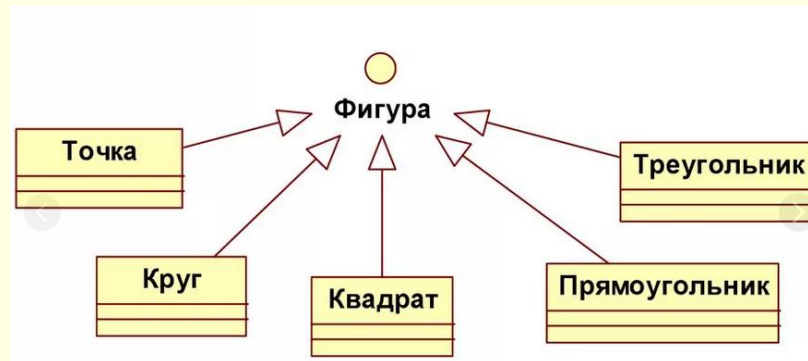 Фигура
Точка
Треугольник
Круг
Квадрат
Прямоугольник